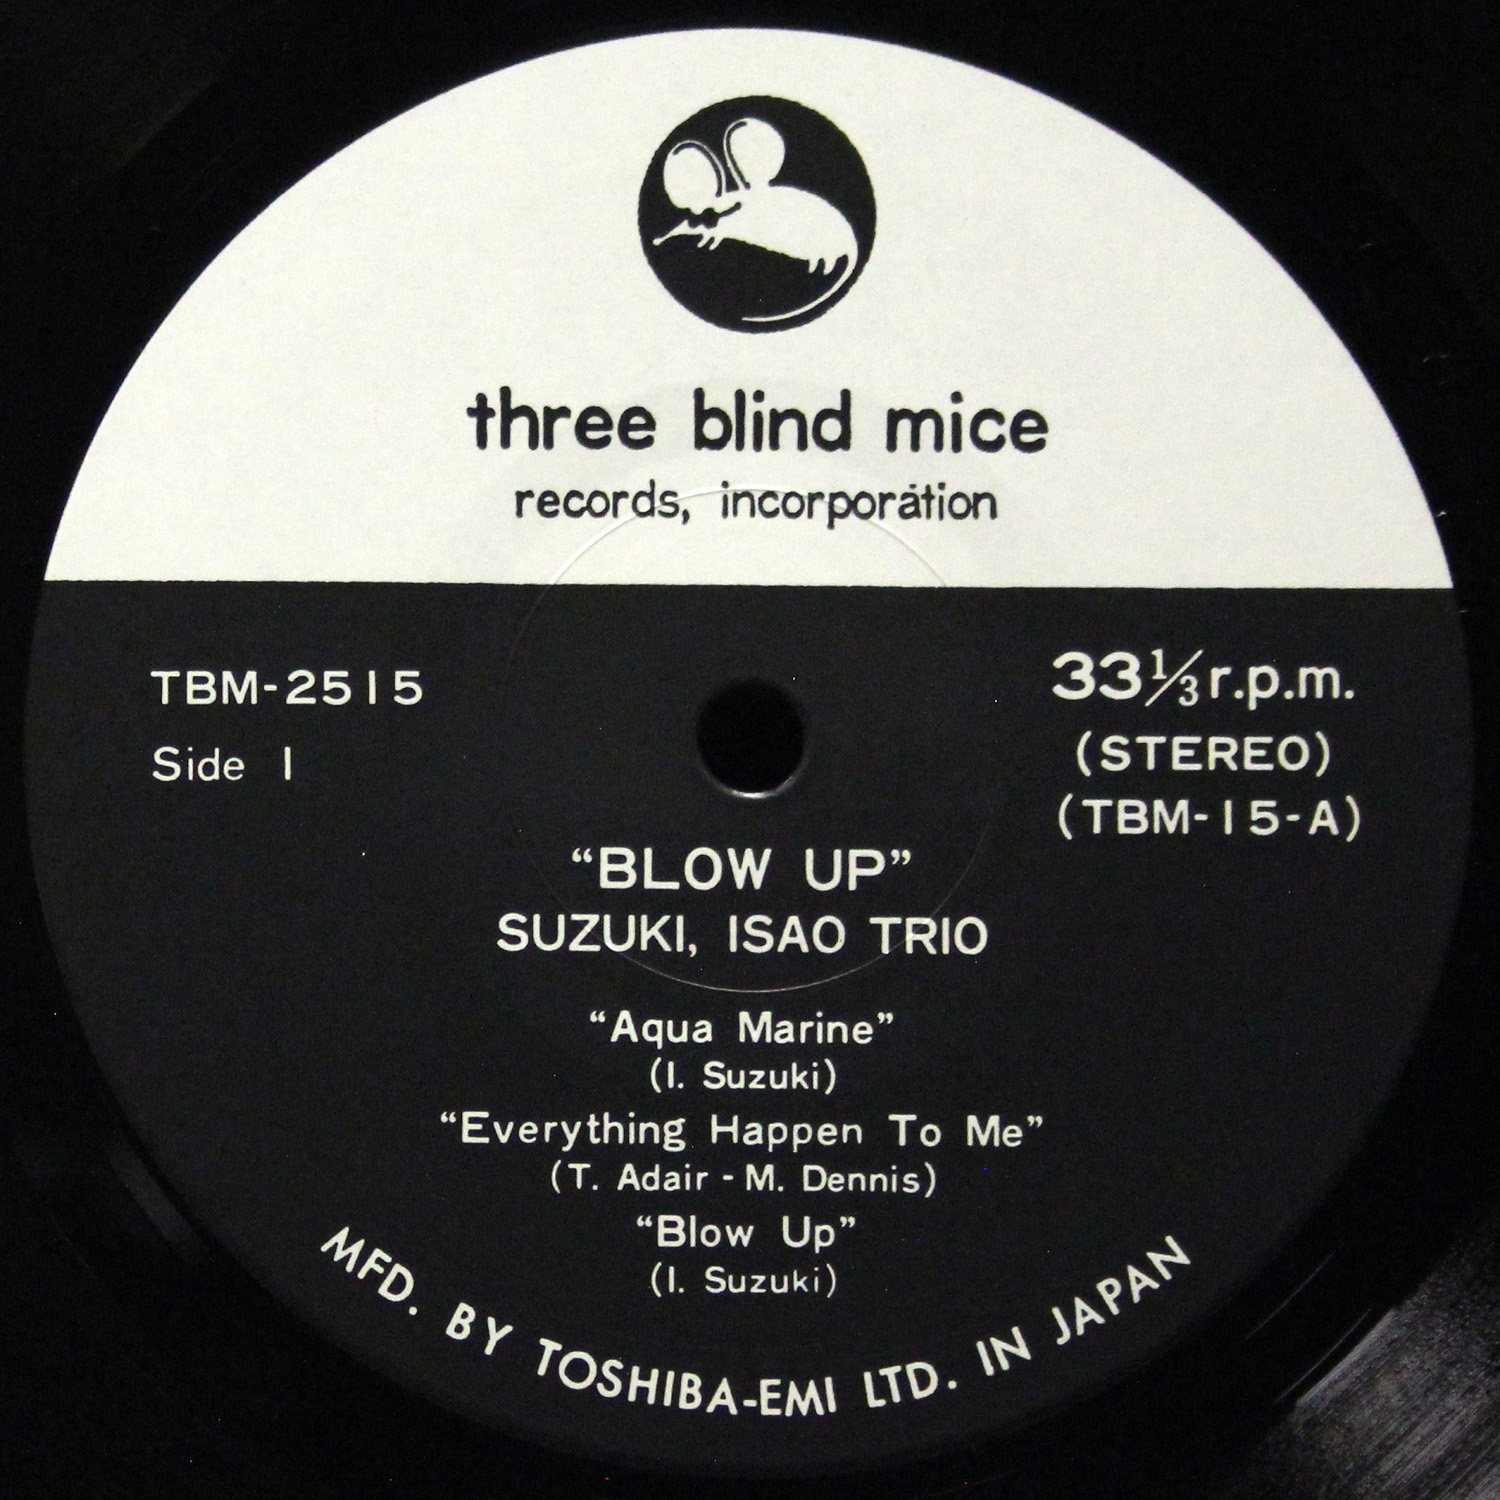 three blind mice
records, incorporation
TBM-2515
Side 1
33⅓ r.p.m.
(STEREO)
(TBM-15-A)
“BLOW UP”
SUZUKI, ISAO TRIO
“Aqua Marine”
(I. Suzuki)
“Everything Happen To Me”
(T. Adair - M. Dennis)
“Blow Up”
(I. Suzuki)
MFD. BY TOSHIBA-EMI LTD. IN JAPAN